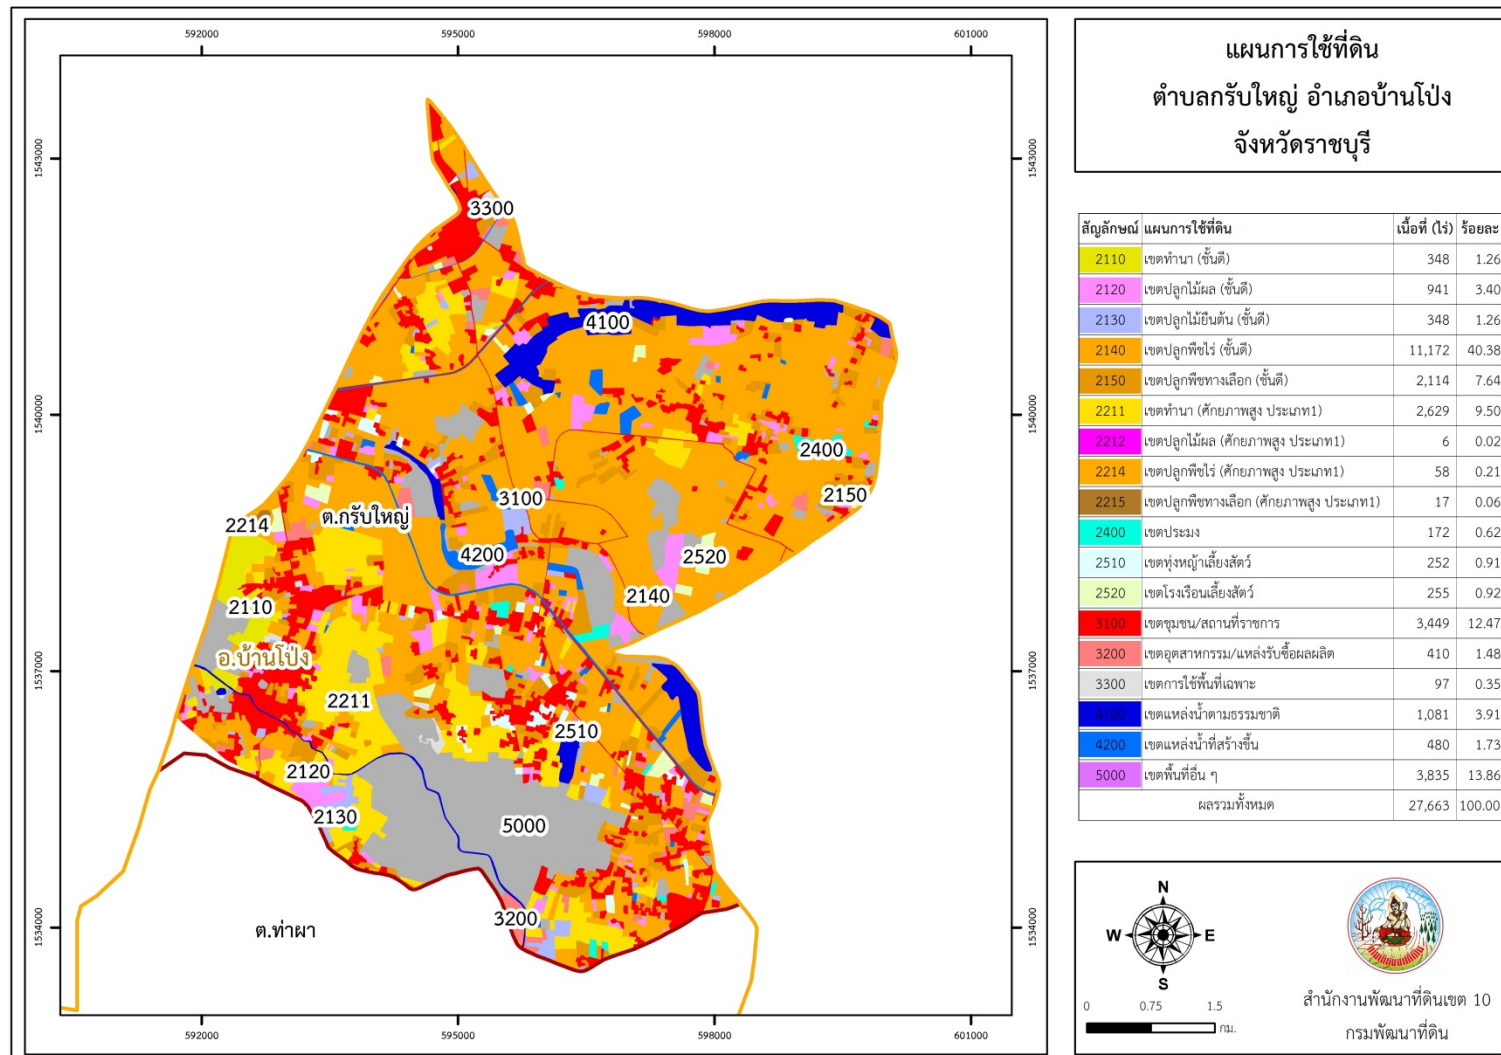 592000 595000 598000 601000
แผนการใช้ที่ดิน
ตำบลกรับใหญ่ อำเภอบ้านโป่ง
จังหวัดราชบุรี
1543000 1543000
3300
4100
1540000 1540000
2400
2150
3100
ต.กรับใหญ่
2214
4200
2520
2140
2110
อ.บ้านโป่ง
1537000 1537000
2211
2510
2120
2130
5000
3200
1534000 1534000
ต.ท่าผา
592000 595000 598000 601000
สัญลักษณ์ แผนการใช้ที่ดิน เนื้อที่ (ไร่) ร้อยละ
2110 เขตทำนา (ชั้นดี) 348 1.26
2120 เขตปลูกไม้ผล (ชั้นดี) 941 3.40
2130 เขตปลูกไม้ยืนต้น (ชั้นดี) 348 1.26
2140 เขตปลูกพืชไร่ (ชั้นดี) 11,172 40.38
2150 เขตปลูกพืชทางเลือก (ชั้นดี) 2,114 7.64
2211 เขตทำนา (ศักยภาพสูง ประเภท1) 2,629 9.50
2212 เขตปลูกไม้ผล (ศักยภาพสูง ประเภท1) 6 0.02
2214 เขตปลูกพืชไร่ (ศักยภาพสูง ประเภท1) 58 0.21
2215 เขตปลูกพืชทางเลือก (ศักยภาพสูง ประเภท1) 17 0.06
2400 เขตประมง 172 0.62
2510 เขตทุ่งหญ้าเลี้ยงสัตว์ 252 0.91
2520 เขตโรงเรือนเลี้ยงสัตว์ 255 0.92
3100 เขตชุมชน/สถานที่ราชการ 3,449 12.47
3200 เขตอุตสาหกรรม/แหล่งรับซื้อผลผลิต 410 1.48
3300 เขตการใช้พื้นที่เฉพาะ 97 0.35
4100 เขตแหล่งน้ำตามธรรมชาติ 1,081 3.91
4200 เขตแหล่งน้ำที่สร้างขึ้น 480 1.73
5000 เขตพื้นที่อื่น ๆ 3,835 13.86
ผลรวมทั้งหมด 27,663 100.00
N
W E
S
0 0.75 1.5
กม.
กรมพัฒนาที่ดิน
สำนักงานพัฒนาที่ดินเขต 10
กรมพัฒนาที่ดิน